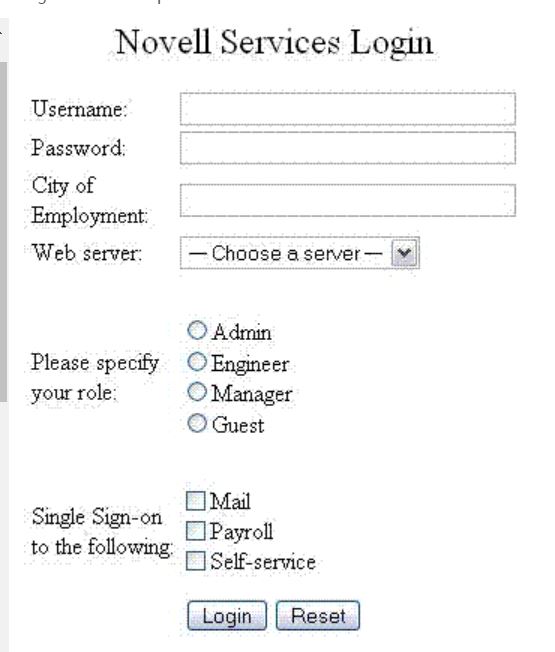 Novell Services Login
Username:
Password:
City of
Employment:
Web server:
— Choose a server —
Please specify
your role:
Admin
Engineer
Manager
Guest
Single Sign-on
to the following:
Mail
Payroll
Self-service
Login Reset